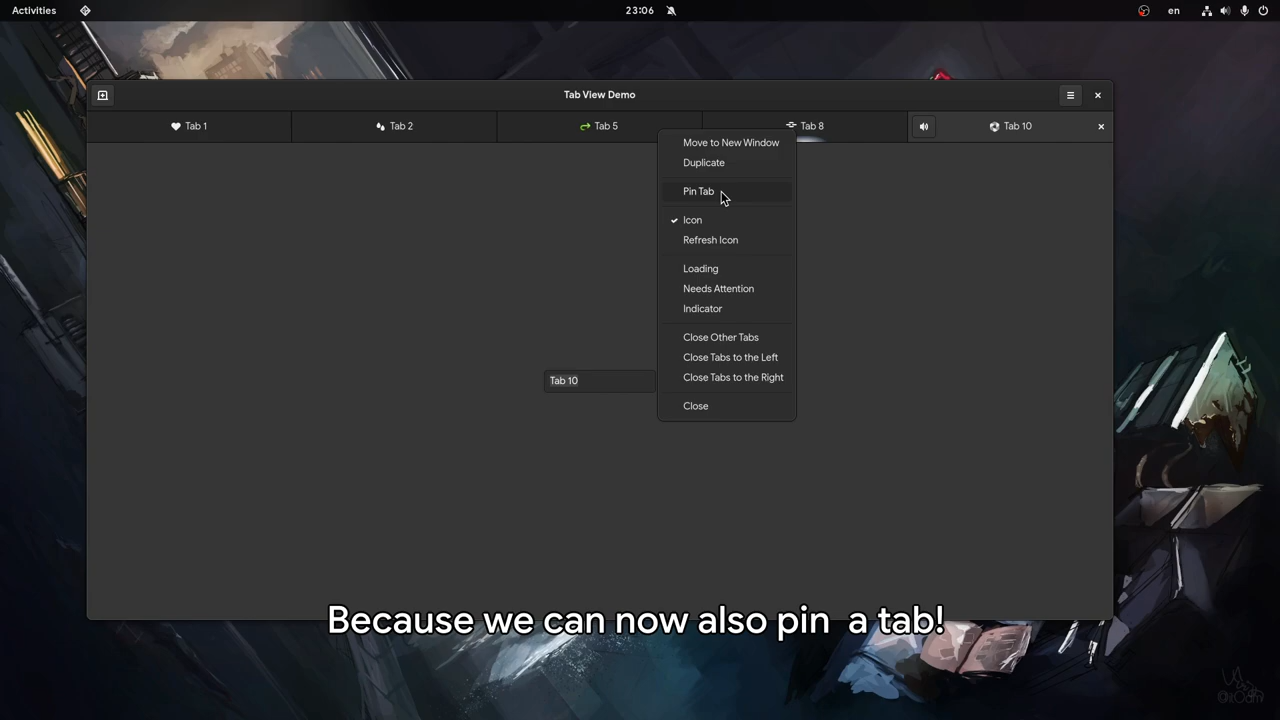 Activities
23:06
en
Tab View Demo
Tab 1
Tab 2
Tab 5
Tab 8
Tab 10
Move to New Window
Duplicate
Pin Tab
Icon
Refresh Icon
Loading
Needs Attention
Indicator
Close Other Tabs
Close Tabs to the Left
Close Tabs to the Right
Close
Tab 10
Because we can now also pin  a tab!